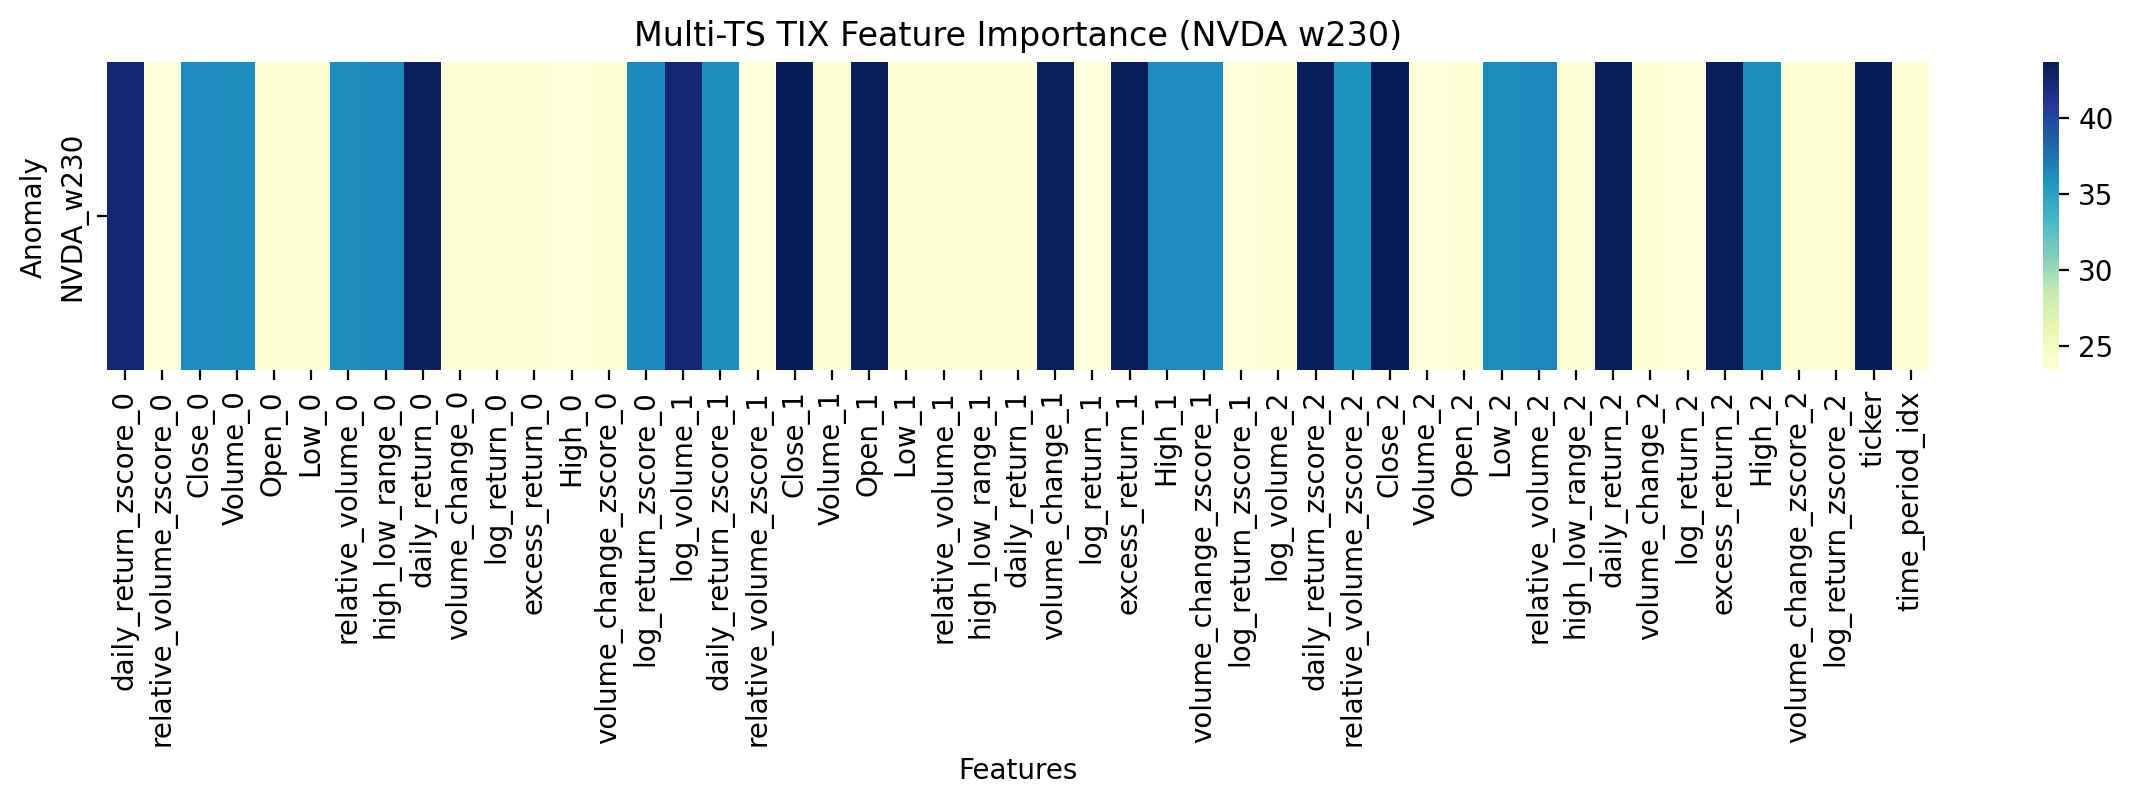 Multi-TS TIX Feature Importance (NVDA w230)
Anomaly
NVDA_w230
40
35
30
25
daily_return_zscore_0
relative_volume_zscore_0
Close_0
Volume_0
Open_0
Low_0
relative_volume_0
high_low_range_0
daily_return_0
volume_change_0
log_return_0
excess_return_0
High_0
volume_change_zscore_0
log_return_zscore_0
log_volume_1
daily_return_zscore_1
relative_volume_zscore_1
Close_1
Volume_1
Open_1
Low_1
relative_volume_1
high_low_range_1
daily_return_1
volume_change_1
log_return_1
excess_return_1
High_1
volume_change_zscore_1
log_return_zscore_1
log_volume_2
daily_return_zscore_2
relative_volume_zscore_2
Close_2
Volume_2
Open_2
Low_2
relative_volume_2
high_low_range_2
daily_return_2
volume_change_2
log_return_2
excess_return_2
High_2
volume_change_zscore_2
log_return_zscore_2
ticker
time_period_idx
Features